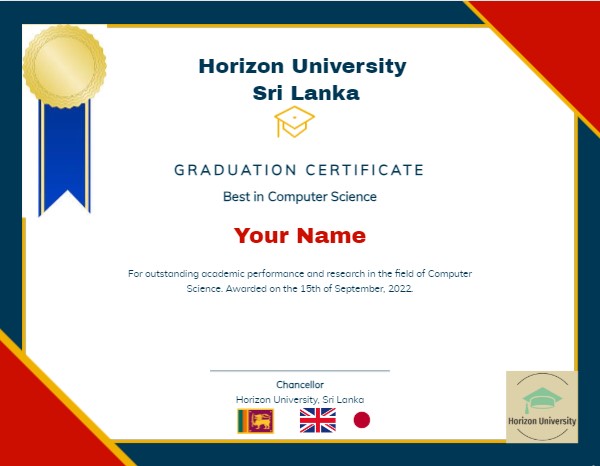 Horizon University
Sri Lanka
GRADUATION CERTIFICATE
Best in Computer Science
Your Name
For outstanding academic performance and research in the field of Computer
Science. Awarded on the 15th of September, 2022.
Chancellor
Horizon University, Sri Lanka
Horizon University